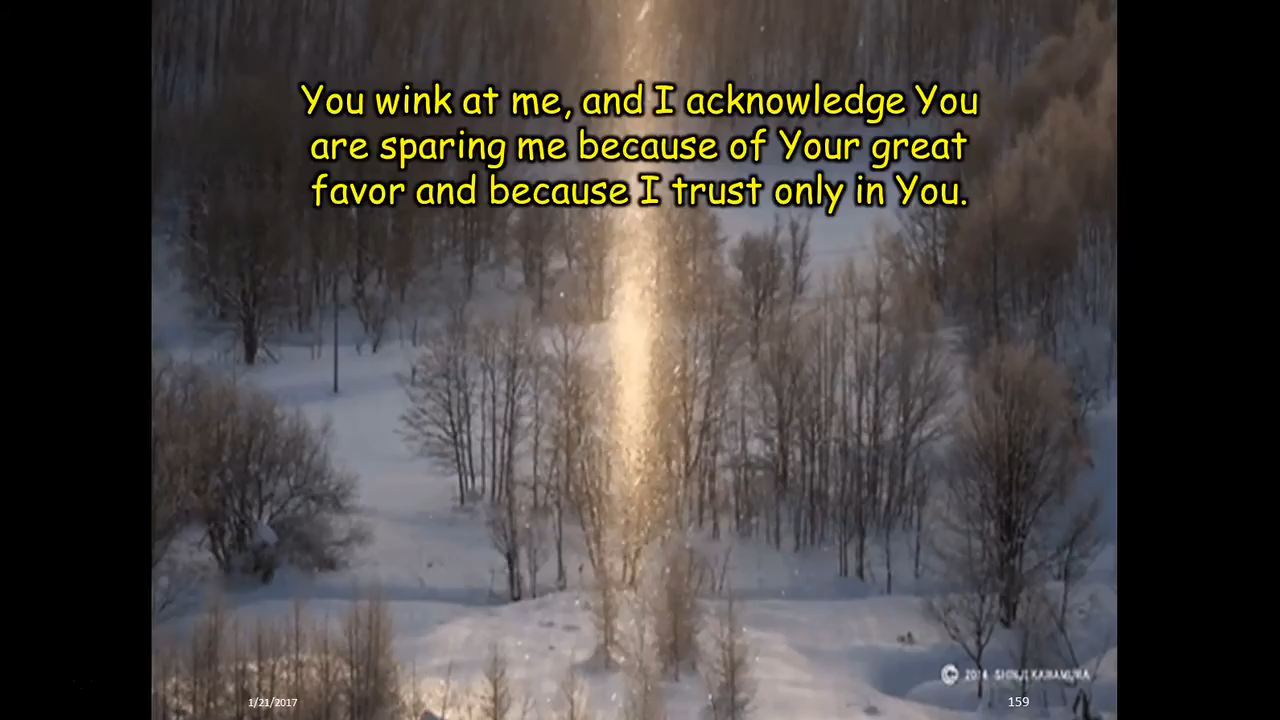 You wink at me, and I acknowledge You
are sparing me because of Your great
favor and because I trust only in You.
© 2014 SHINJI KAWAMURA
1/21/2017
159